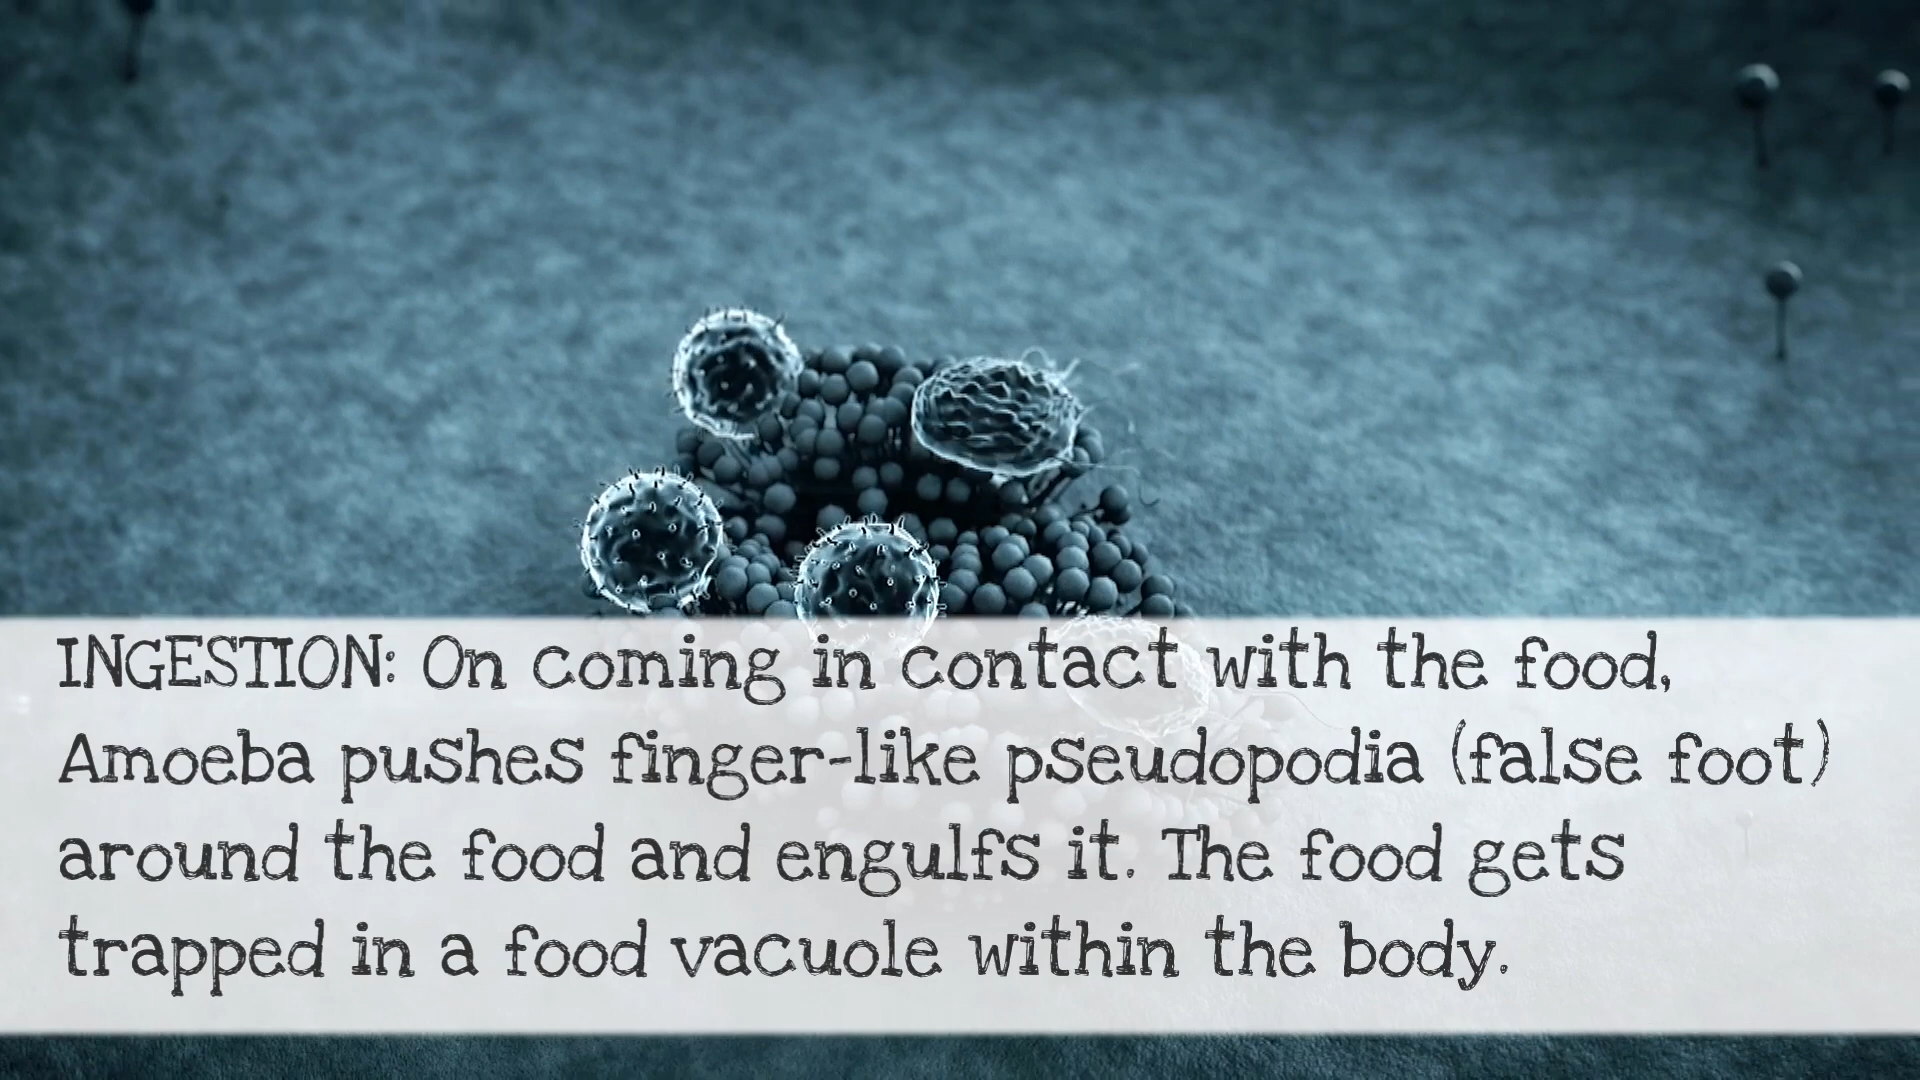 INGESTION: On coming in contact with the food,
Amoeba pushes finger-like pseudopodia (false foot)
around the food and engulfs it. The food gets
trapped in a food vacuole within the body.